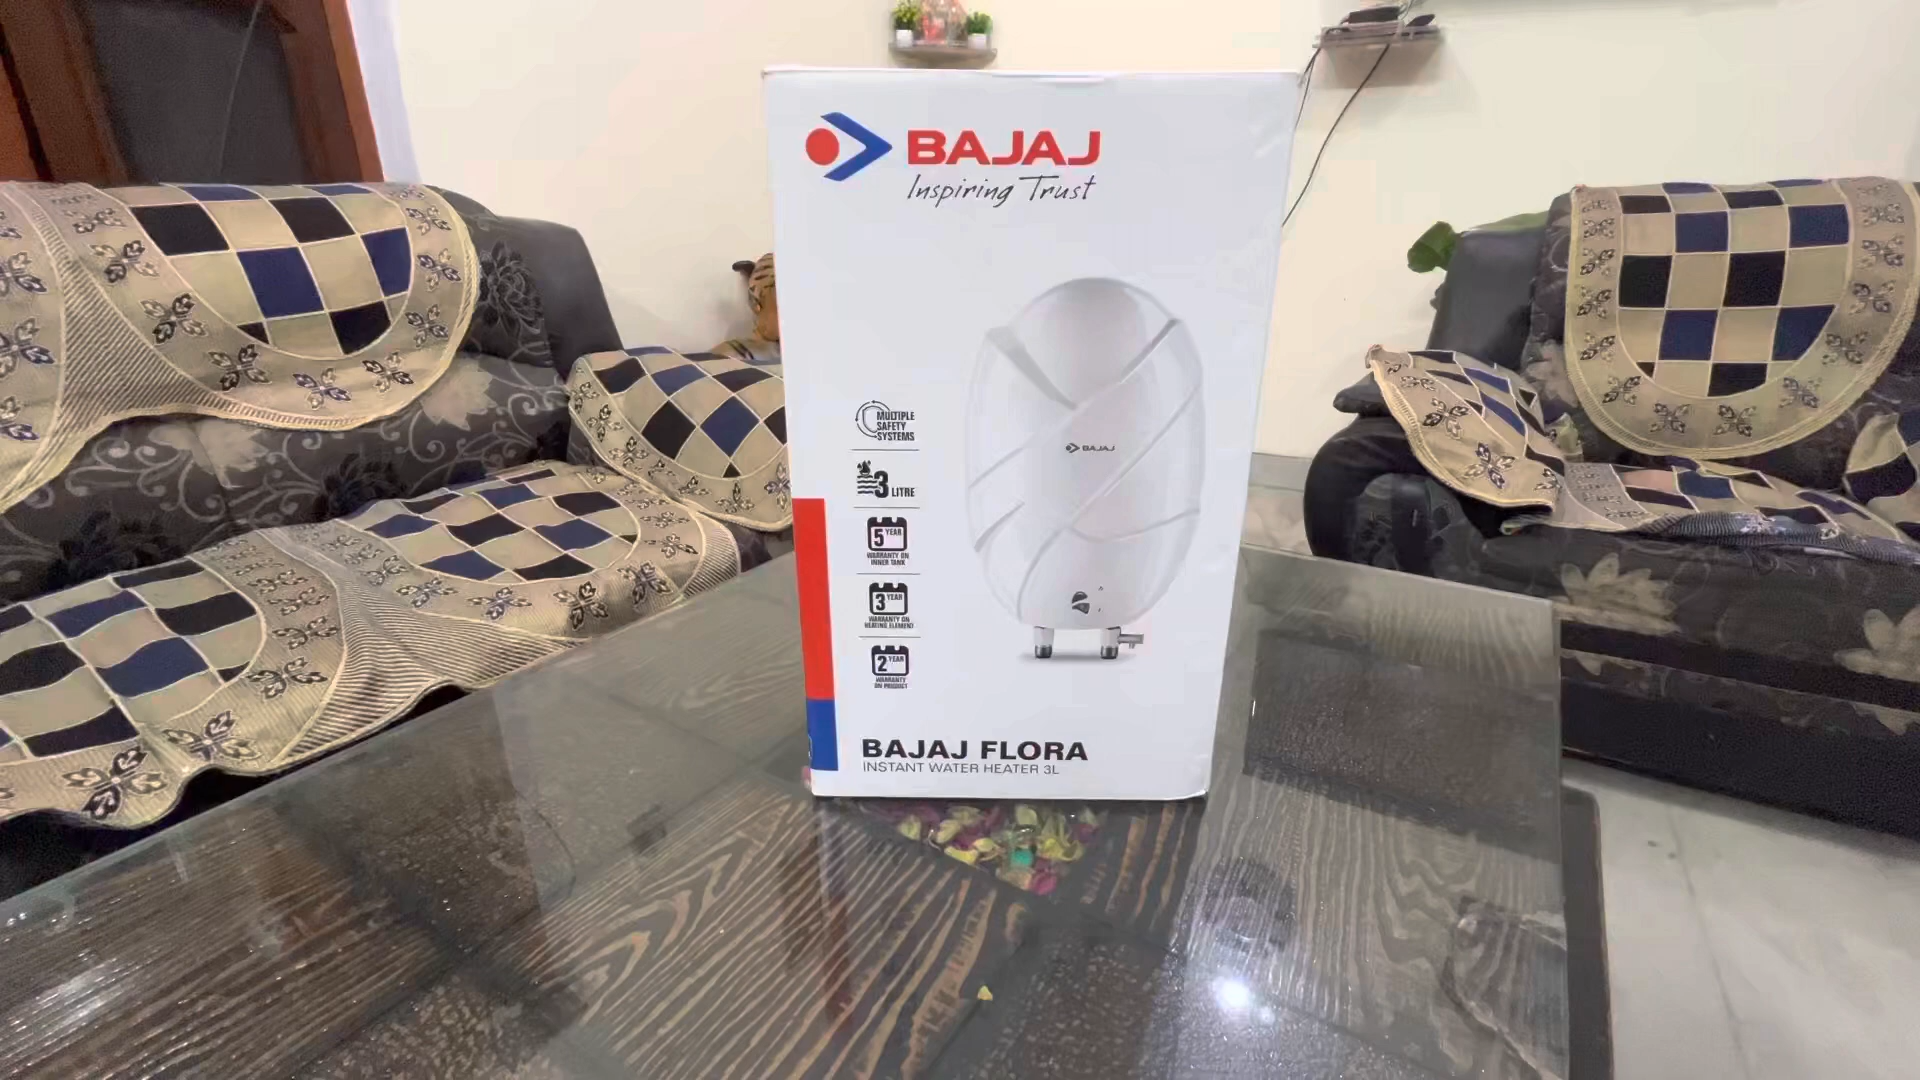 BAJAJ
Inspiring Trust
BAJAJ
MULTIPLE
SAFETY
SYSTEMS
3 LITRE
5 YEAR
WARRANTY ON
INNER TANK
3 YEAR
WARRANTY ON
HEATING ELEMENT
2 YEAR
WARRANTY
ON PRODUCT
BAJAJ FLORA
INSTANT WATER HEATER 3L